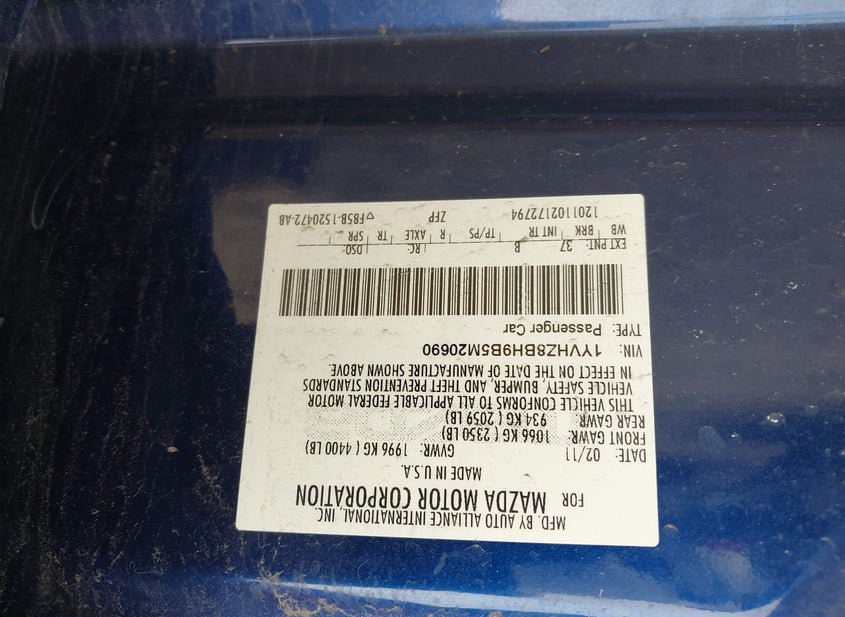 MFD. BY AUTO ALLIANCE INTERNATIONAL, INC.
FOR MAZDA MOTOR CORPORATION
MADE IN U.S.A.
DATE: 02/11 GVWR: 1996 KG ( 4400 LB)
FRONT GAWR: 1066 KG ( 2350 LB)
REAR GAWR: 934 KG ( 2059 LB)
THIS VEHICLE CONFORMS TO ALL APPLICABLE FEDERAL MOTOR
VEHICLE SAFETY, BUMPER, AND THEFT PREVENTION STANDARDS
IN EFFECT ON THE DATE OF MANUFACTURE SHOWN ABOVE.
VIN: 1YVHZ8BH9B5M20690
TYPE: Passenger Car
EXT PNT: 37 B RC: DSO:
WB BRK INT TR TP/PS R AXLE TR SPR
1201102172794 ZFP ▽ F85B-1520472-AB